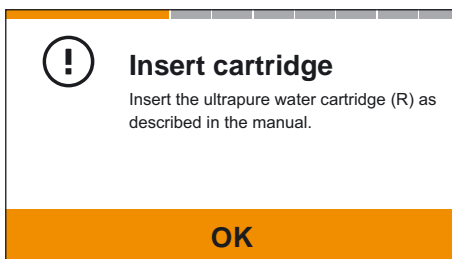 Insert cartridge
Insert the ultrapure water cartridge (R) as
described in the manual.
OK